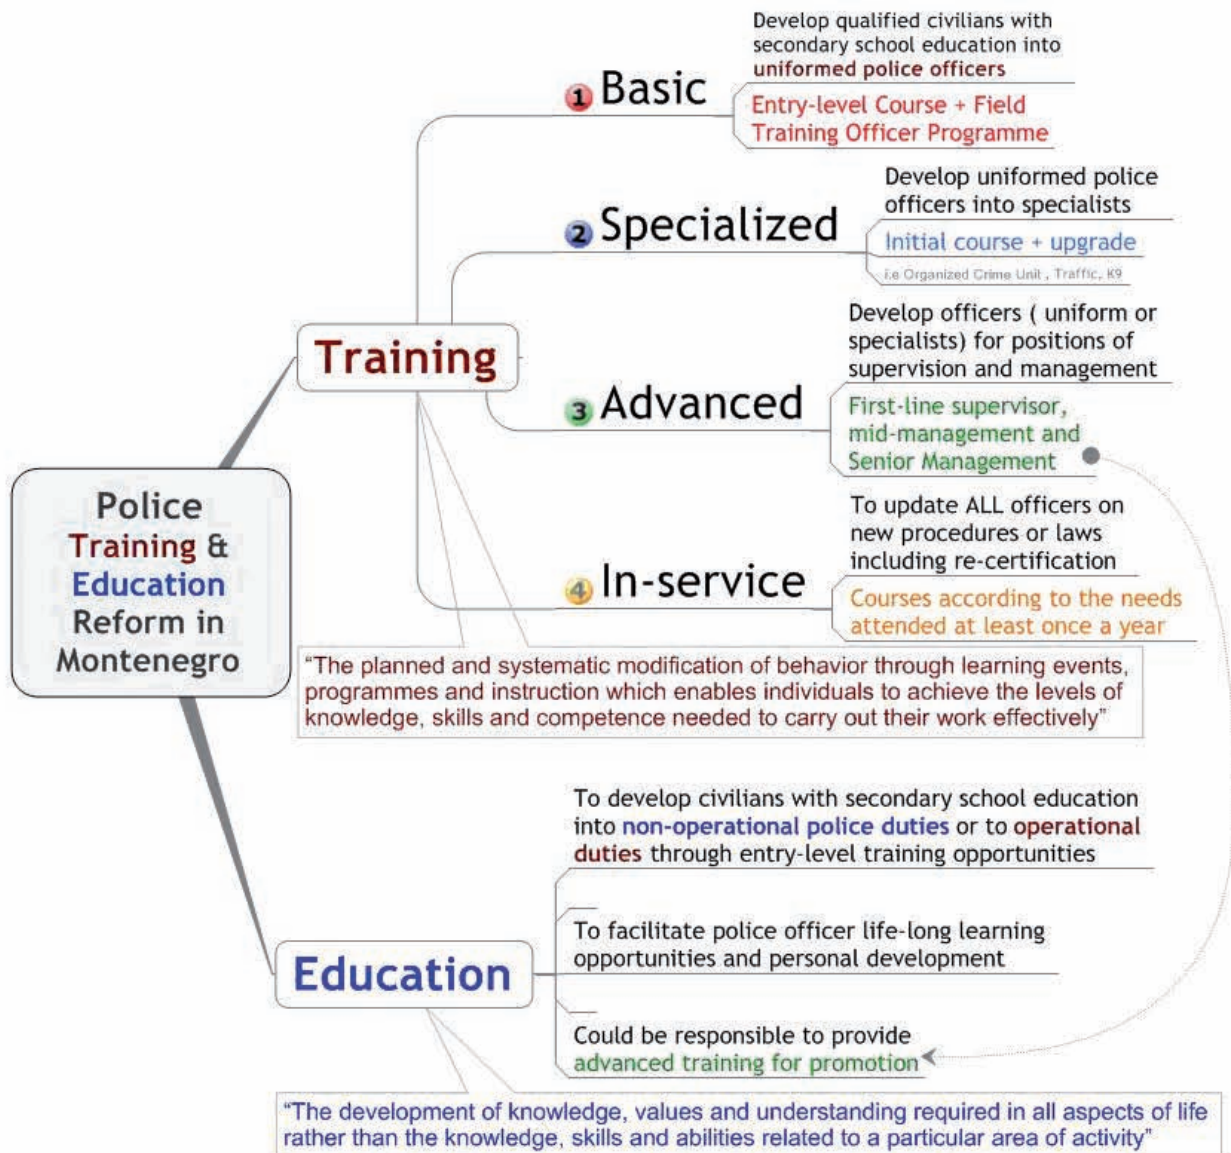 Police
Training &
Education
Reform in
Montenegro
Training
1 Basic
Develop qualified civilians with
secondary school education into
uniformed police officers
Entry-level Course + Field
Training Officer Programme
2 Specialized
Develop uniformed police
officers into specialists
Initial course + upgrade
i.e Organized Crime Unit , Traffic, K9
3 Advanced
Develop officers ( uniform or
specialists) for positions of
supervision and management
First-line supervisor,
mid-management and
Senior Management
4 In-service
To update ALL officers on
new procedures or laws
including re-certification
Courses according to the needs
attended at least once a year
“The planned and systematic modification of behavior through learning events,
programmes and instruction which enables individuals to achieve the levels of
knowledge, skills and competence needed to carry out their work effectively”
Education
To develop civilians with secondary school education
into non-operational police duties or to operational
duties through entry-level training opportunities
To facilitate police officer life-long learning
opportunities and personal development
Could be responsible to provide
advanced training for promotion
“The development of knowledge, values and understanding required in all aspects of life
rather than the knowledge, skills and abilities related to a particular area of activity”